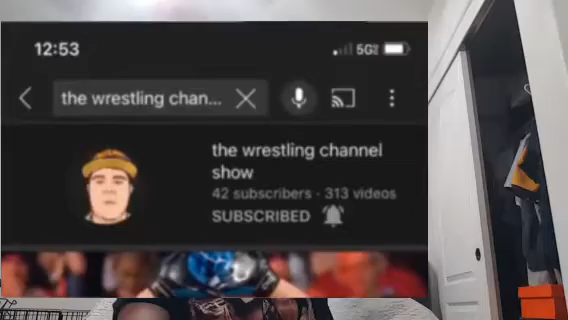 12:53
5G
the wrestling chan...
the wrestling channel
show
42 subscribers · 313 videos
SUBSCRIBED